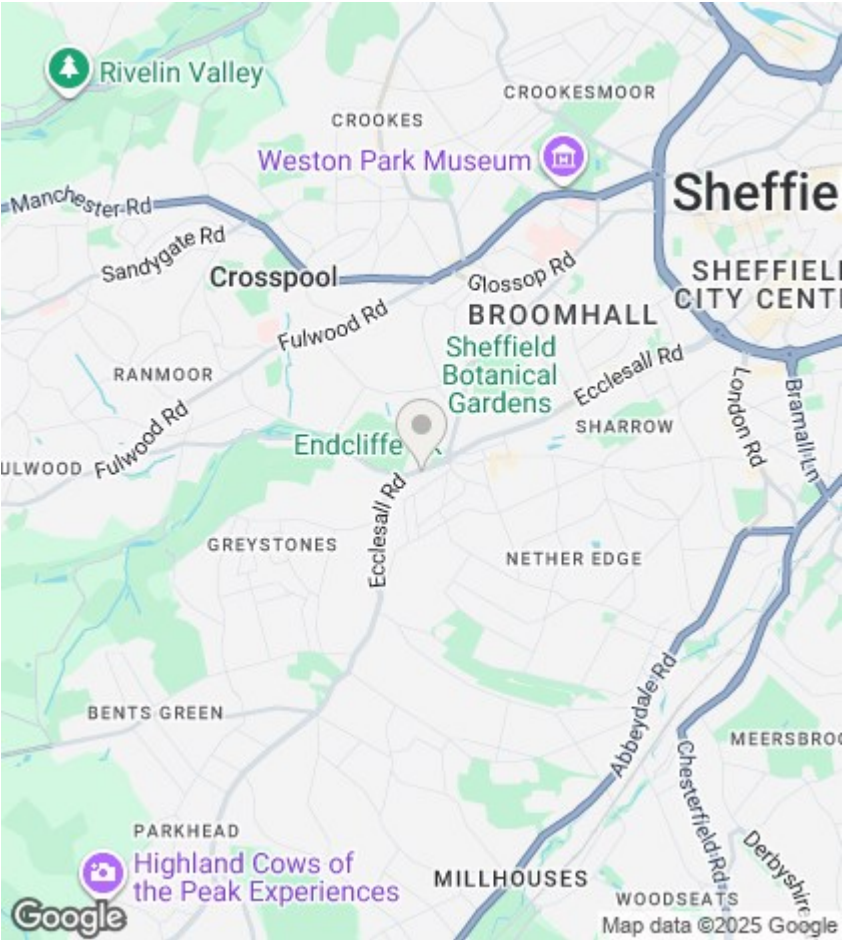 Rivelin Valley
CROOKESMOOR
CROOKES
Weston Park Museum
Sheffie
Manchester Rd
Sandygate Rd
Crosspool
Glossop Rd
SHEFFIEL
CITY CENT
BROOMHALL
Fulwood Rd
Sheffield
Botanical
Gardens
Ecclesall Rd
RANMOOR
London Rd
Bramall Ln
Fulwood Rd
SHARROW
Endcliffe
ULWOOD
Ecclesall Rd
GREYSTONES
NETHER EDGE
BENTS GREEN
Abbeydale Rd
MEERSBROO
Chesterfield Rd
PARKHEAD
Highland Cows of
the Peak Experiences
MILLHOUSES
Derbyshire
WOODSEATS
Google
Map data ©2025 Google